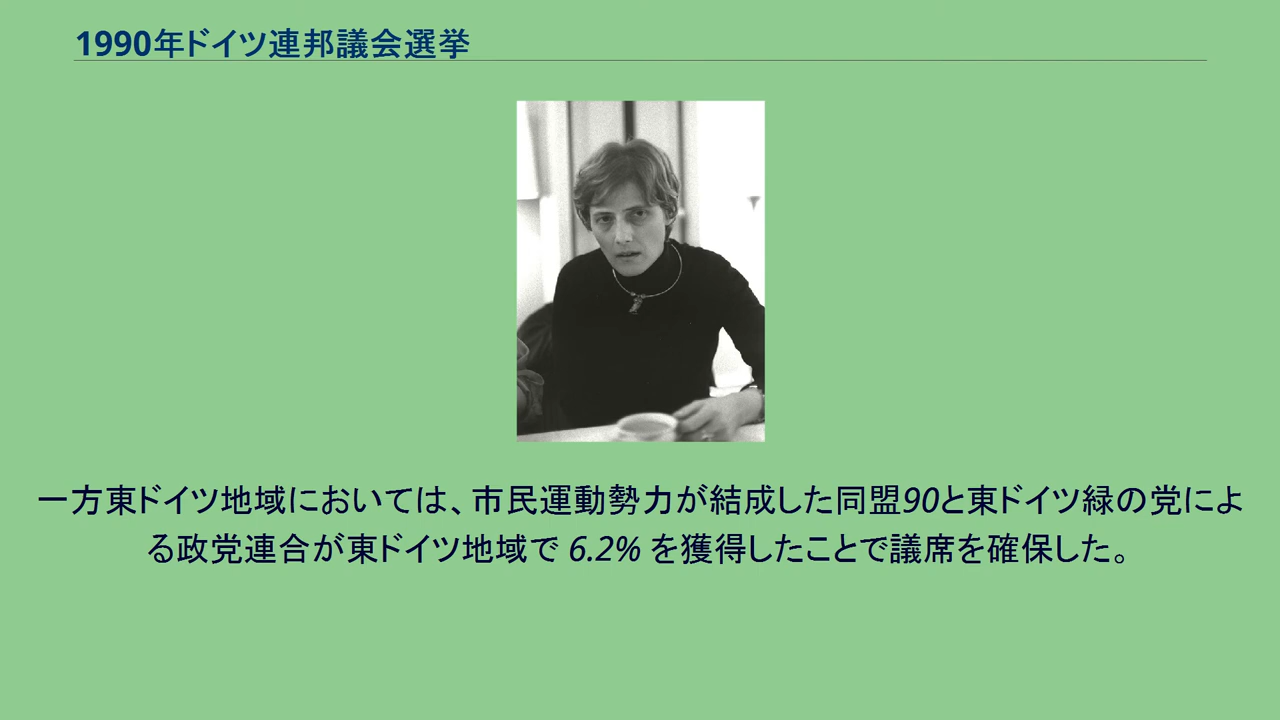 1990年ドイツ連邦議会選挙
一方東ドイツ地域においては、市民運動勢力が結成した同盟90と東ドイツ緑の党によ
る政党連合が東ドイツ地域で 6.2% を獲得したことで議席を確保した。